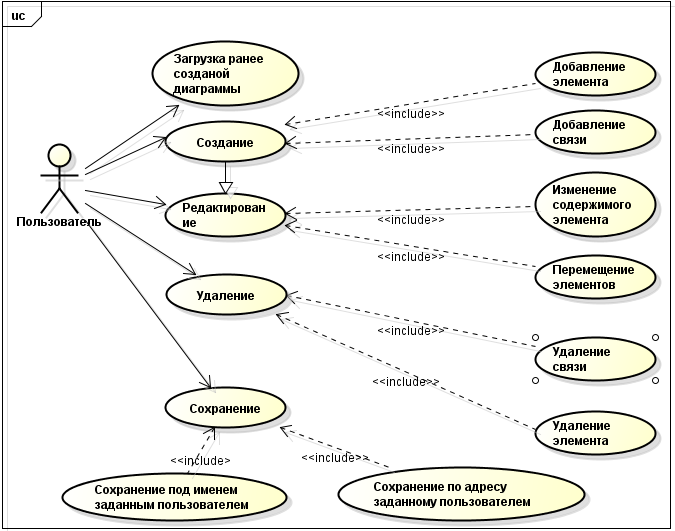 uc
Загрузка ранее
созданой
диаграммы
Добавление
элемента
<<include>>
Создание
Добавление
связи
<<include>>
Пользователь
Редактирован
ие
Изменение
содержимого
элемента
<<include>>
<<include>>
Перемещение
элементов
Удаление
<<include>>
Удаление
связи
<<include>>
Сохранение
Удаление
элемента
<<include>
<<include>>
Сохранение под именем
заданным пользователем
Сохранение по адресу
заданному пользователем